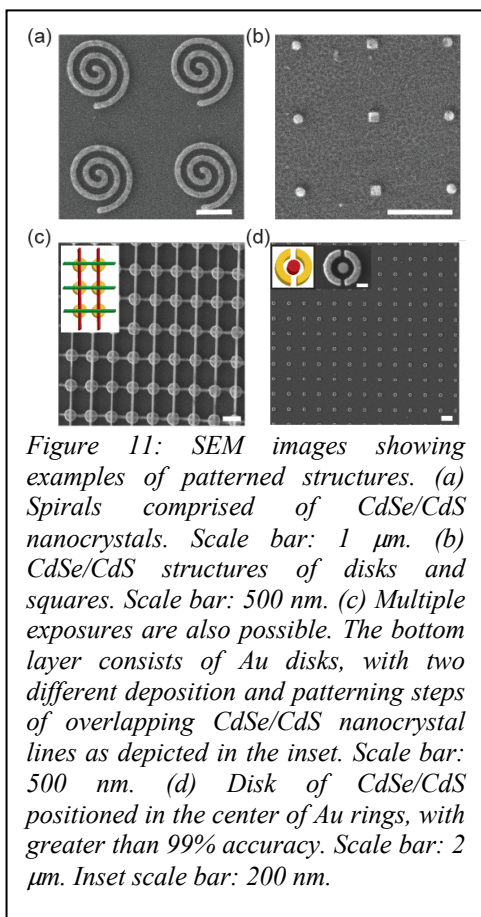 (a)
(b)
(c)
(d)
Figure 11: SEM images showing
examples of patterned structures. (a)
Spirals comprised of CdSe/CdS
nanocrystals. Scale bar: 1 μm. (b)
CdSe/CdS structures of disks and
squares. Scale bar: 500 nm. (c) Multiple
exposures are also possible. The bottom
layer consists of Au disks, with two
different deposition and patterning steps
of overlapping CdSe/CdS nanocrystal
lines as depicted in the inset. Scale bar:
500 nm. (d) Disk of CdSe/CdS
positioned in the center of Au rings, with
greater than 99% accuracy. Scale bar: 2
μm. Inset scale bar: 200 nm.